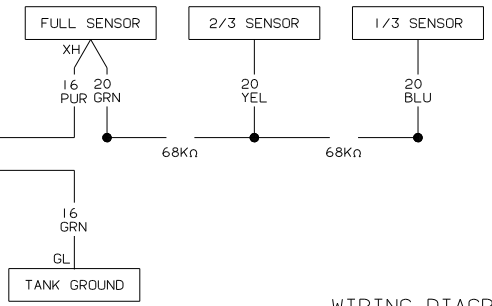 FULL SENSOR
2/3 SENSOR
1/3 SENSOR
XH
16
PUR
20
GRN
20
YEL
20
BLU
68KΩ
68KΩ
16
GRN
GL
TANK GROUND